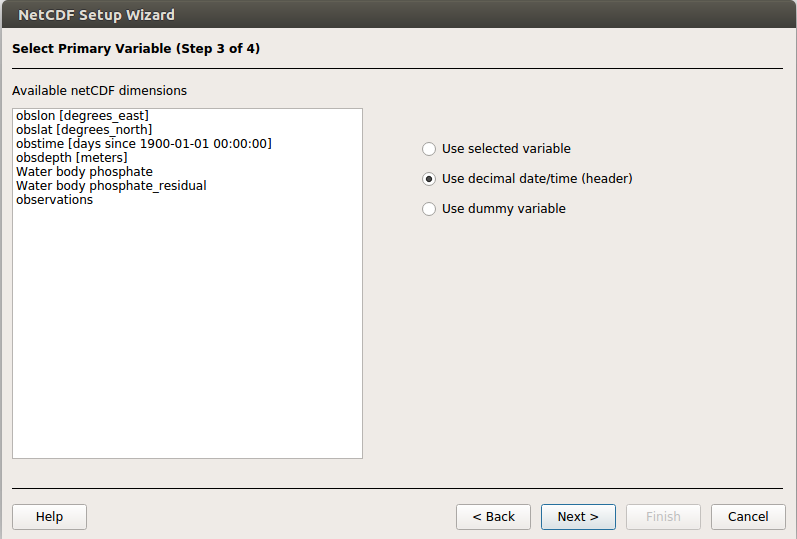 NetCDF Setup Wizard
Select Primary Variable (Step 3 of 4)
Available netCDF dimensions
obslon [degrees_east]
obslat [degrees_north]
obstime [days since 1900-01-01 00:00:00]
obsdepth [meters]
Water body phosphate
Water body phosphate_residual
observations
Use selected variable
Use decimal date/time (header)
Use dummy variable
Help
< Back
Next >
Finish
Cancel